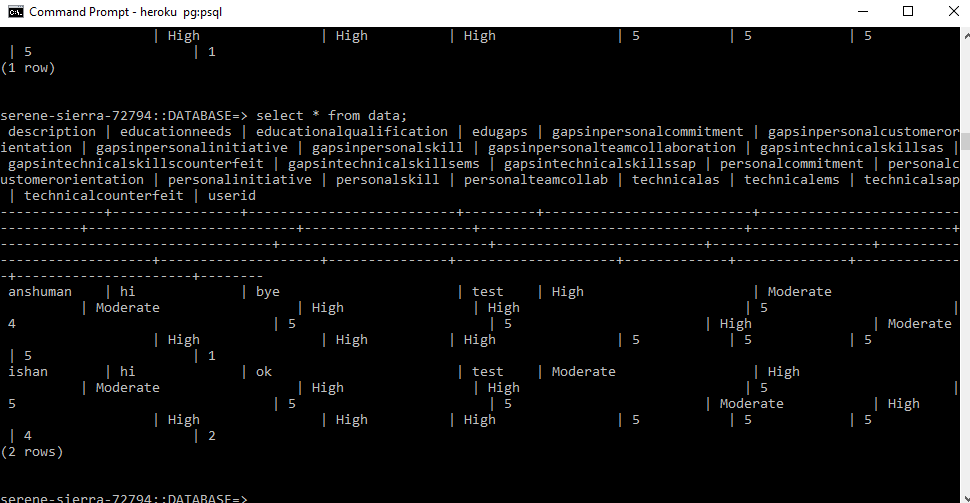 Command Prompt - heroku  pg:psql
| High | High | High | 5 | 5 | 5
| 5 | 1
(1 row)
serene-sierra-72794::DATABASE=> select * from data;
description | educationneeds | educationalqualification | edugaps | gapsinpersonalcommitment | gapsinpersonalcustomeror
ientation | gapsinpersonalinitiative | gapsinpersonalskill | gapsinpersonalteamcollaboration | gapsintechnicalskillsas |
gapsintechnicalskillscounterfeit | gapsintechnicalskillsems | gapsintechnicalskillssap | personalcommitment | personalc
ustomerorientation | personalinitiative | personalskill | personalteamcollab | technicalas | technicalems | technicalsap
| technicalcounterfeit | userid
-------------+----------------+--------------------------+---------+--------------------------+-------------------------
----------+--------------------------+---------------------+---------------------------------+-------------------------+
----------------------------------+--------------------------+--------------------------+--------------------+----------
-------------------+--------------------+---------------+--------------------+-------------+--------------+-------------
-+----------------------+--------
anshuman | hi | bye | test | High | Moderate
| Moderate | High | High | 5 |
4 | 5 | 5 | High | Moderate
| High | High | High | 5 | 5 | 5
| 5 | 1
ishan | hi | ok | test | Moderate | High
| Moderate | High | High | 5 |
5 | 5 | 5 | Moderate | High
| High | High | High | 5 | 5 | 5
| 4 | 2
(2 rows)
serene-sierra-72794::DATABASE=>